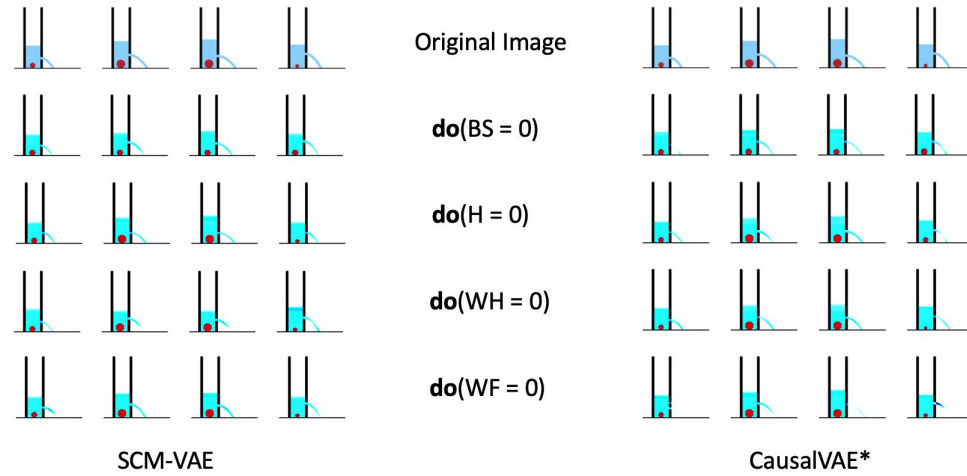 Original Image
do(BS = 0)
do(H = 0)
do(WH = 0)
do(WF = 0)
SCM-VAE
CausalVAE*